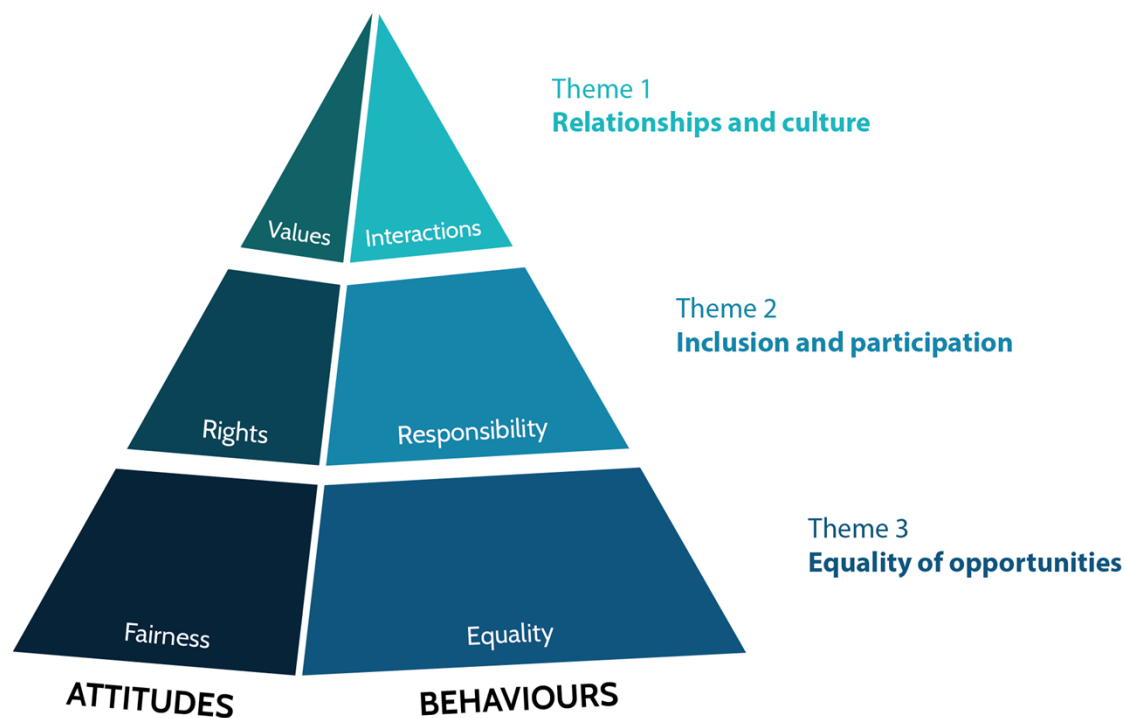 Theme 1
Relationships and culture
Values
Interactions
Theme 2
Inclusion and participation
Rights
Responsibility
Theme 3
Equality of opportunities
Fairness
Equality
ATTITUDES
BEHAVIOURS